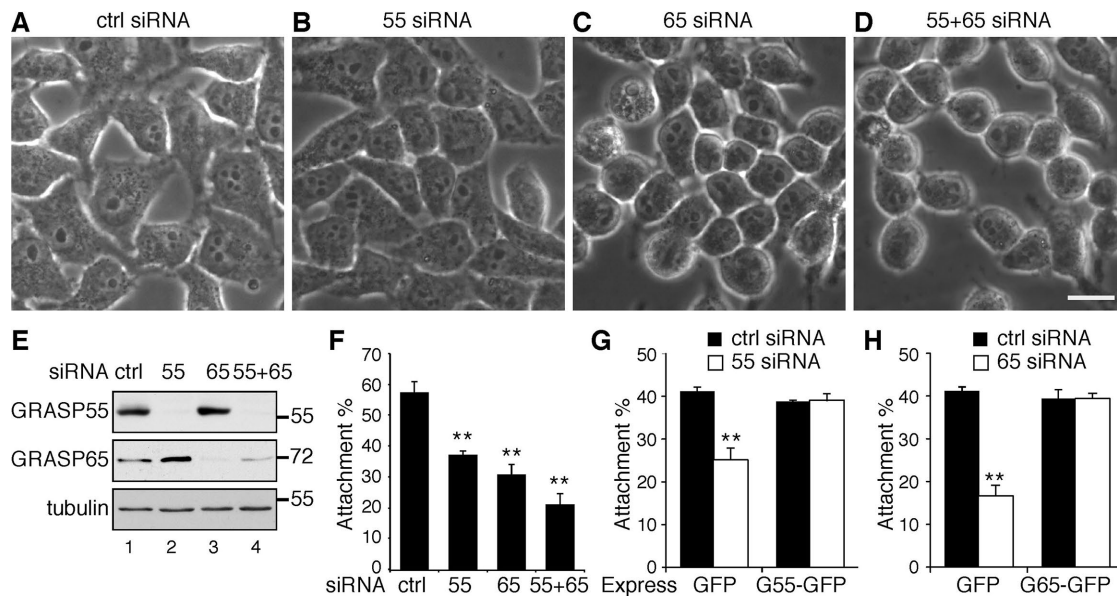 A ctrl siRNA B 55 siRNA C 65 siRNA D 55+65 siRNA
E
siRNA ctrl 55 65 55+65
GRASP55 55
GRASP65 72
tubulin 55
1 2 3 4
F
Attachment %
70
60
50
40
30
20
10
0
** ** **
siRNA ctrl 55 65 55+65
G
ctrl siRNA
55 siRNA
Attachment %
50
40
30
20
10
0
**
Express GFP G55-GFP
H
ctrl siRNA
65 siRNA
Attachment %
50
40
30
20
10
0
**
GFP G65-GFP